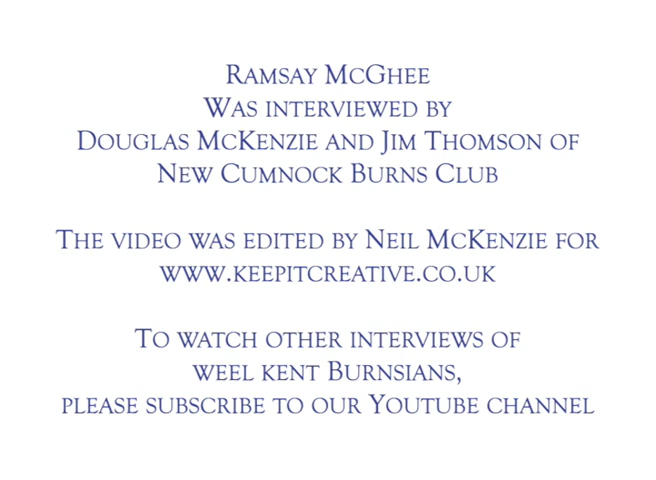 Ramsay McGhee
Was interviewed by
Douglas McKenzie and Jim Thomson of
New Cumnock Burns Club
The video was edited by Neil McKenzie for
www.keepitcreative.co.uk
To watch other interviews of
weel kent Burnsians,
please subscribe to our Youtube channel